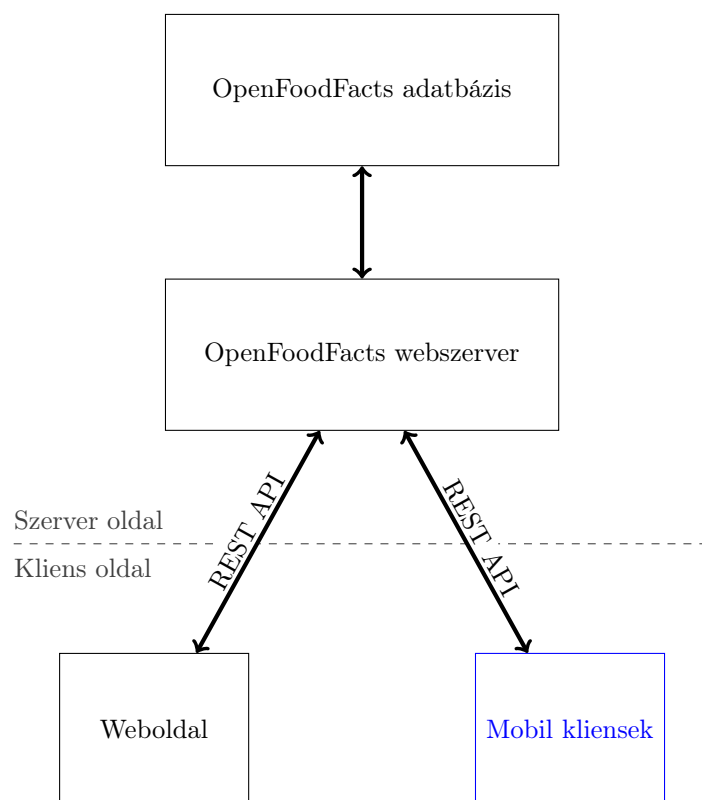 OpenFoodFacts adatbázis
OpenFoodFacts webszerver
REST API
REST API
Szerver oldal
Kliens oldal
Weboldal
Mobil kliensek